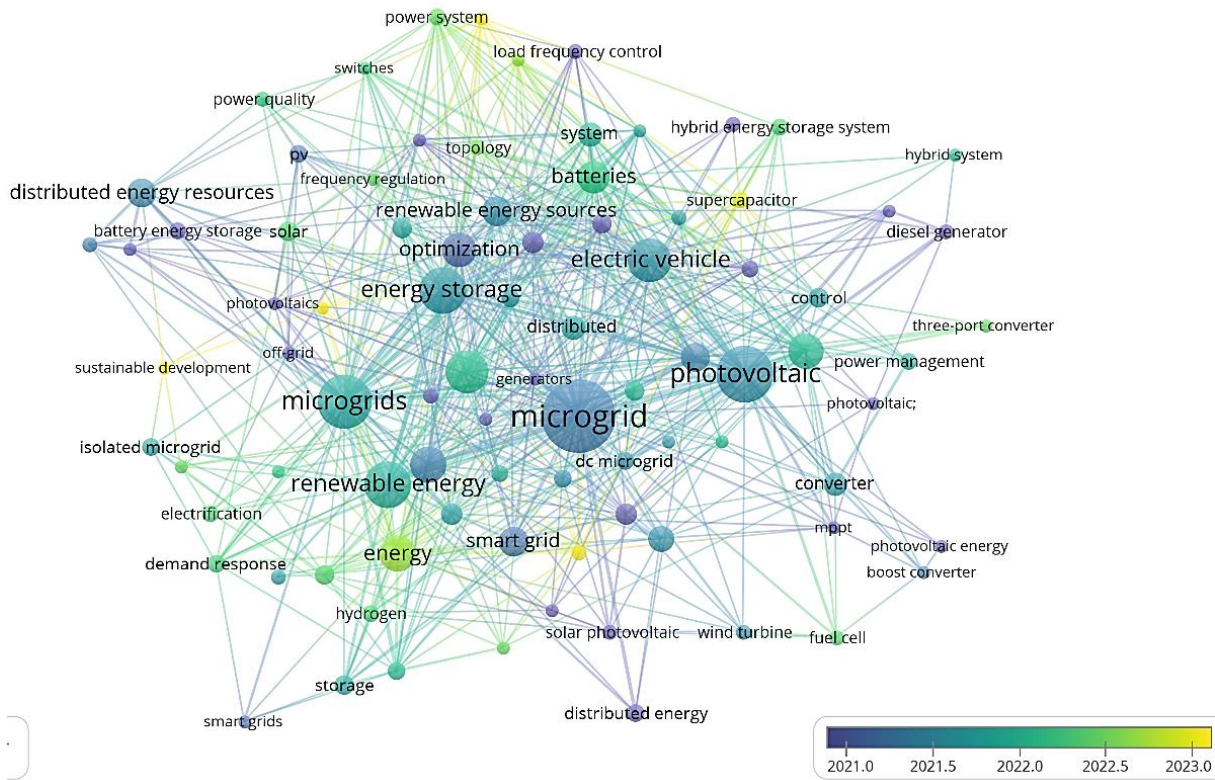 power system
load frequency control
switches
power quality
hybrid energy storage system
system
topology
pv
hybrid system
frequency regulation
batteries
distributed energy resources
supercapacitor
renewable energy sources
battery energy storage
solar
diesel generator
optimization
electric vehicle
energy storage
control
photovoltaics
distributed
three-port converter
off-grid
power management
sustainable development
generators
photovoltaic
microgrids
photovoltaic;
microgrid
isolated microgrid
dc microgrid
renewable energy
converter
electrification
mppt
smart grid
photovoltaic energy
energy
demand response
boost converter
hydrogen
solar photovoltaic
wind turbine
fuel cell
storage
distributed energy
smart grids
2021.0 2021.5 2022.0 2022.5 2023.0